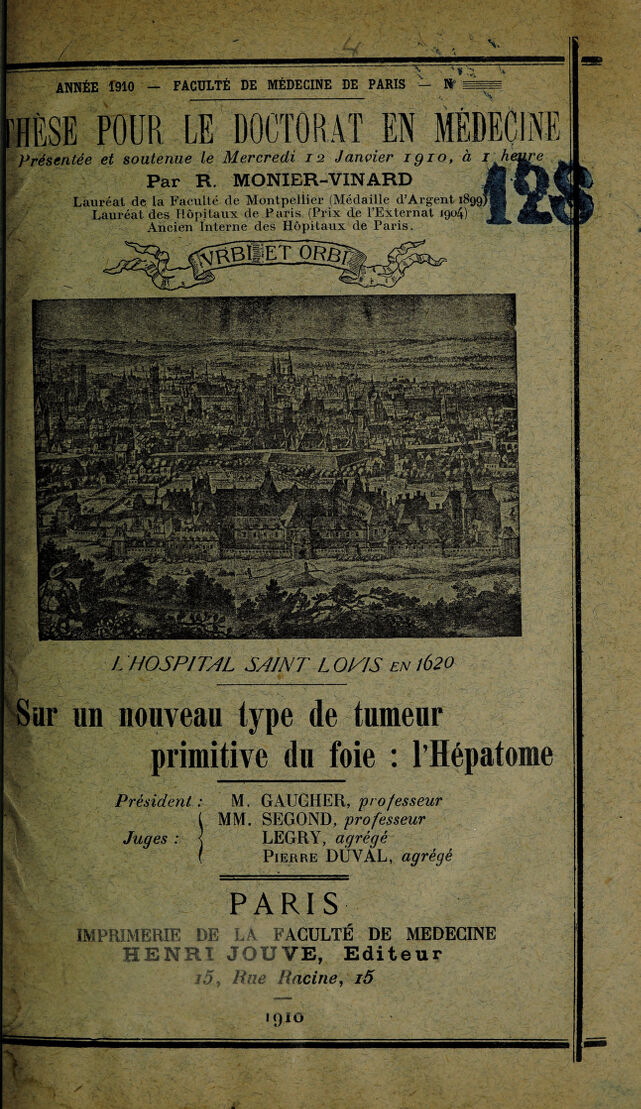 ANNÉE 1910 — FACULTÉ DE MÉDECINE DE PARIS — N°
THÈSE POUR LE DOCTORAT EN MÉDECINE
Présentée et soutenue le Mercredi 12 Janvier 1910, à 1 heure
Par R. MONIER-VINARD
128
Lauréat de la Faculté de Montpellier (Médaille d'Argent 1899)
Lauréat des Hôpitaux de Paris (Prix de l'Externat 1904)
Ancien Interne des Hôpitaux de Paris.
VRBI ET ORBI
L'HOSPITAL SAINT LOVIS EN 1620
Sur un nouveau type de tumeur
primitive du foie : l'Hépatome
Président : M. GAUCHER, professeur
MM. SEGOND, professeur
Juges : LEGRY, agrégé
PIERRE DUVAL, agrégé
PARIS
IMPRIMERIE DE LA FACULTÉ DE MEDECINE
HENRI JOUVE, Editeur
15, Rue Racine, 15
1910